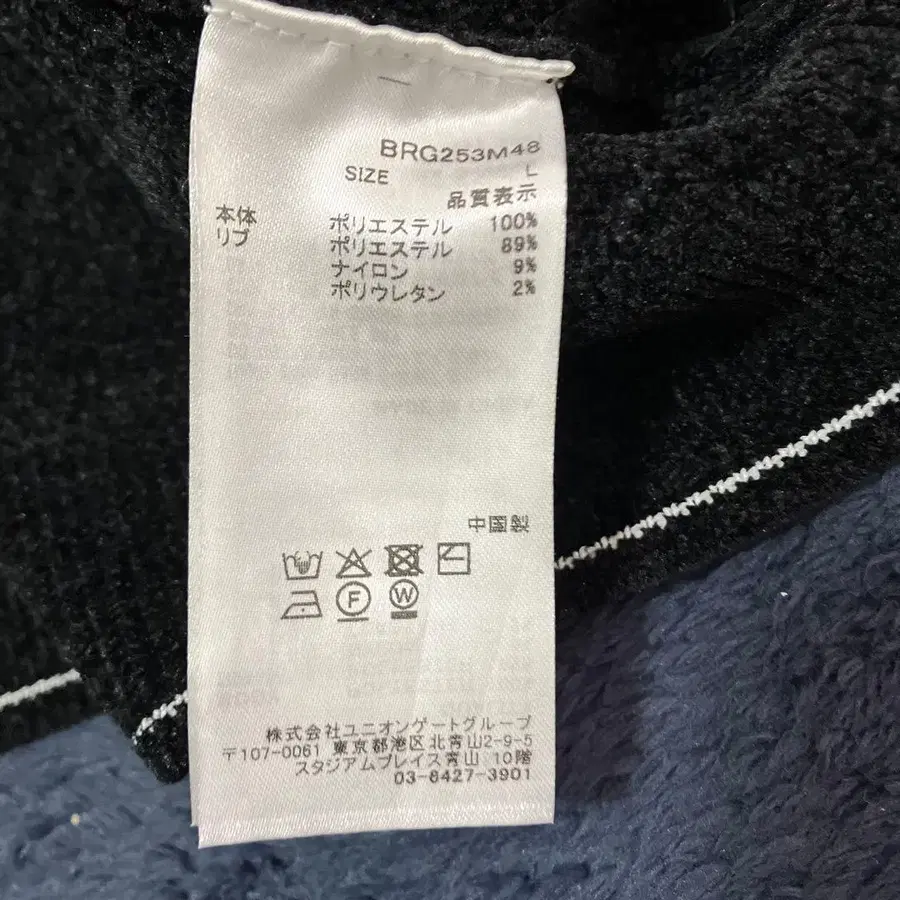 BRG253M48
SIZE L
品質表示
本体 ポリエステル 100%
リブ ポリエステル 89%
ナイロン 9%
ポリウレタン 2%
中国製
F W
株式会社ユニオンゲートグループ
〒107-0061 東京都港区北青山2-9-5
スタジアムプレイス青山 10階
03-6427-3901